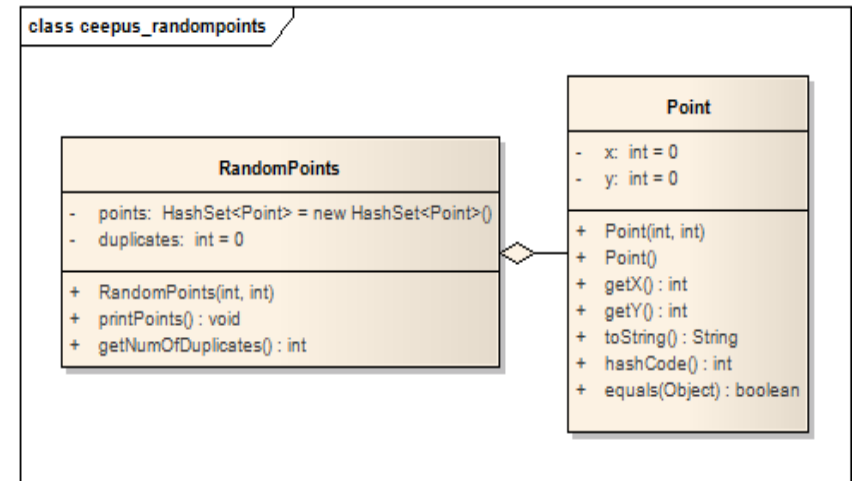 class ceepus_randompoints
RandomPoints
- points: HashSet<Point> = new HashSet<Point>()
- duplicates: int = 0
+ RandomPoints(int, int)
+ printPoints() : void
+ getNumOfDuplicates() : int
Point
- x: int = 0
- y: int = 0
+ Point(int, int)
+ Point()
+ getX() : int
+ getY() : int
+ toString() : String
+ hashCode() : int
+ equals(Object) : boolean